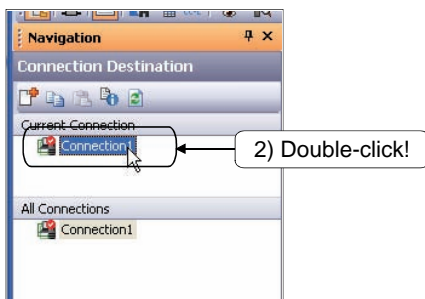 Navigation
Connection Destination
Current Connection
Connection1
2) Double-click!
All Connections
Connection1